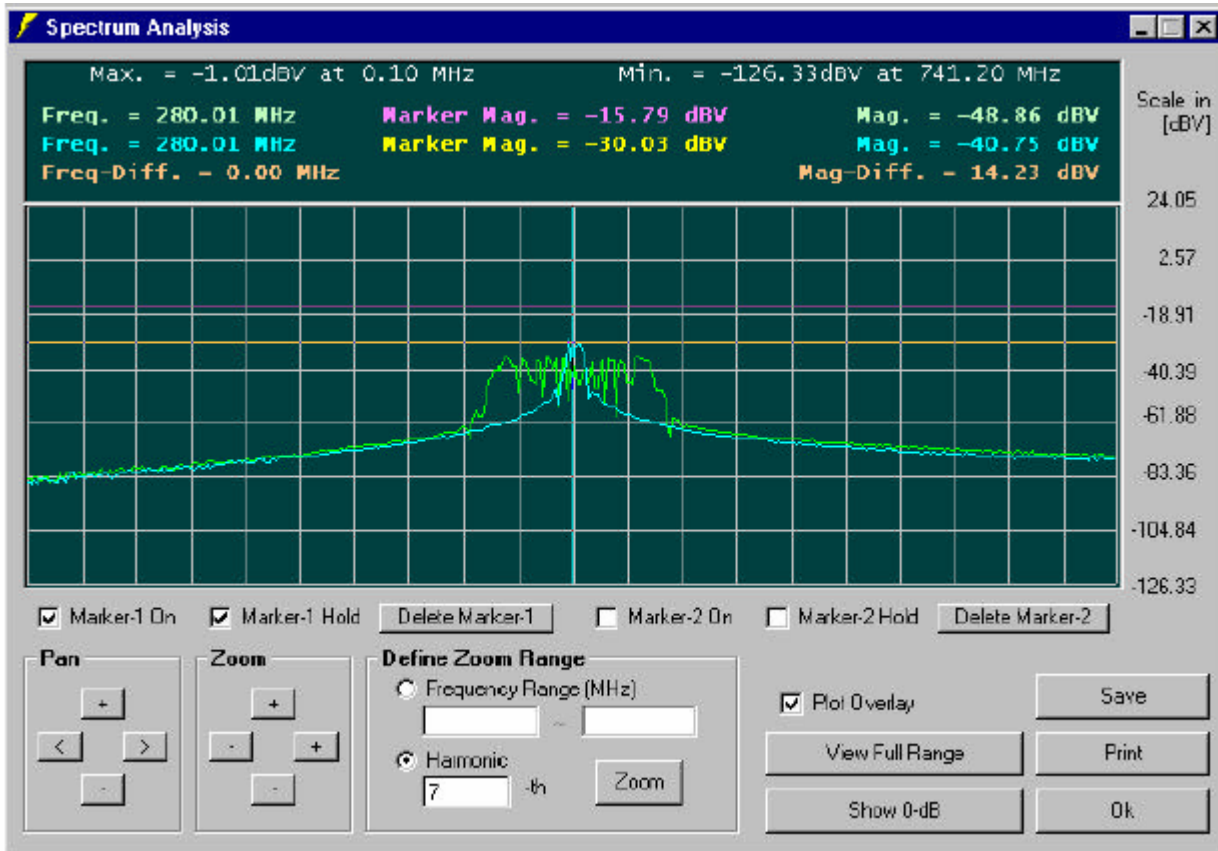 Spectrum Analysis
Max. = -1.01dBV at 0.10 MHz Min. = -126.33dBV at 741.20 MHz
Freq. = 280.01 MHz Marker Mag. = -15.79 dBV Mag. = -48.86 dBV
Freq. = 280.01 MHz Marker Mag. = -30.03 dBV Mag. = -40.75 dBV
Freq-Diff. - 0.00 MHz Mag-Diff. - 14.23 dBV
Scale in
[dBV]
24.05
2.57
-18.91
-40.39
-61.88
-83.36
-104.84
-126.33
Marker-1 On Marker-1 Hold Delete Marker-1 Marker-2 On Marker-2 Hold Delete Marker-2
Pan Zoom Define Zoom Range
+ < > -
+ - + -
Frequency Range (MHz)
~
Harmonic
7 -th Zoom
Plot Overlay Save
View Full Range Print
Show 0-dB Ok